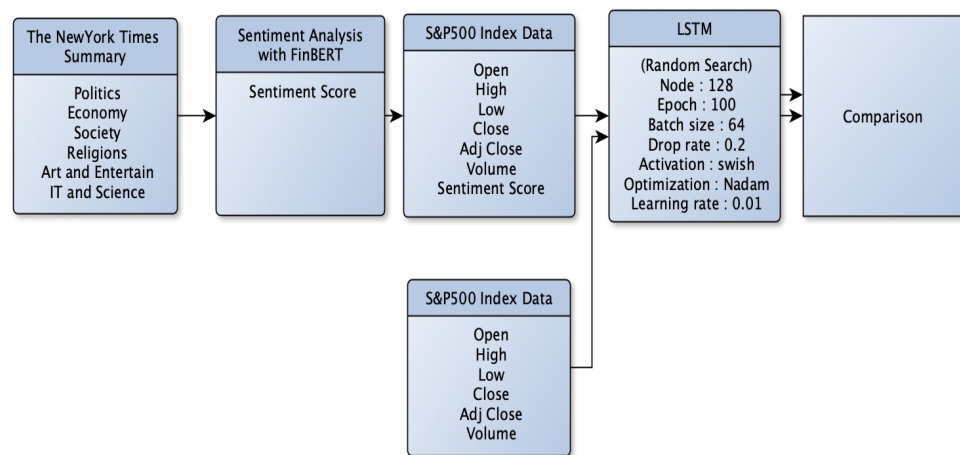 The NewYork Times
Summary
Politics
Economy
Society
Religions
Art and Entertain
IT and Science
Sentiment Analysis
with FinBERT
Sentiment Score
S&P500 Index Data
Open
High
Low
Close
Adj Close
Volume
Sentiment Score
LSTM
(Random Search)
Node : 128
Epoch : 100
Batch size : 64
Drop rate : 0.2
Activation : swish
Optimization : Nadam
Learning rate : 0.01
Comparison
S&P500 Index Data
Open
High
Low
Close
Adj Close
Volume